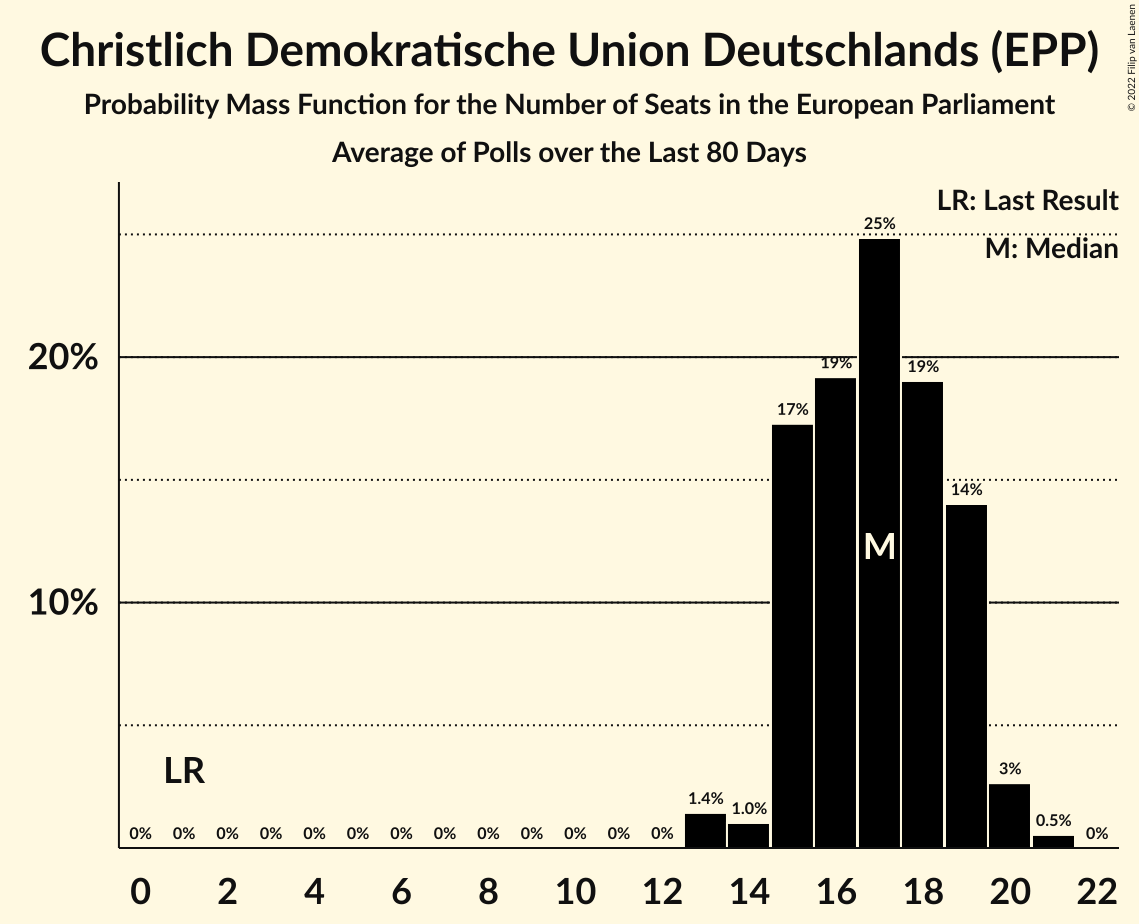 Christlich Demokratische Union Deutschlands (EPP)
Probability Mass Function for the Number of Seats in the European Parliament
Average of Polls over the Last 80 Days
© 2022 Filip van Laenen
LR: Last Result
M: Median
20%
10%
25%
19%
19%
17%
14%
M
LR
0% 0% 0% 0% 0% 0% 0% 0% 0% 0% 0% 0% 0% 1.4% 1.0% 3% 0.5% 0%
0 2 4 6 8 10 12 14 16 18 20 22